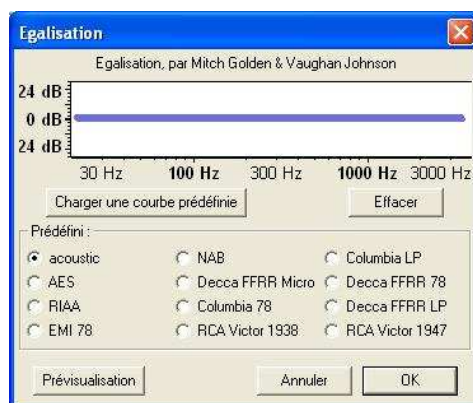 Egalisation
Egalisation, par Mitch Golden & Vaughan Johnson
24 dB
0 dB
24 dB
30 Hz 100 Hz 300 Hz 1000 Hz 3000 Hz
Charger une courbe prédéfinie Effacer
Prédéfini :
acoustic NAB Columbia LP
AES Decca FFRR Micro Decca FFRR 78
RIAA Columbia 78 Decca FFRR LP
EMI 78 RCA Victor 1938 RCA Victor 1947
Prévisualisation Annuler OK